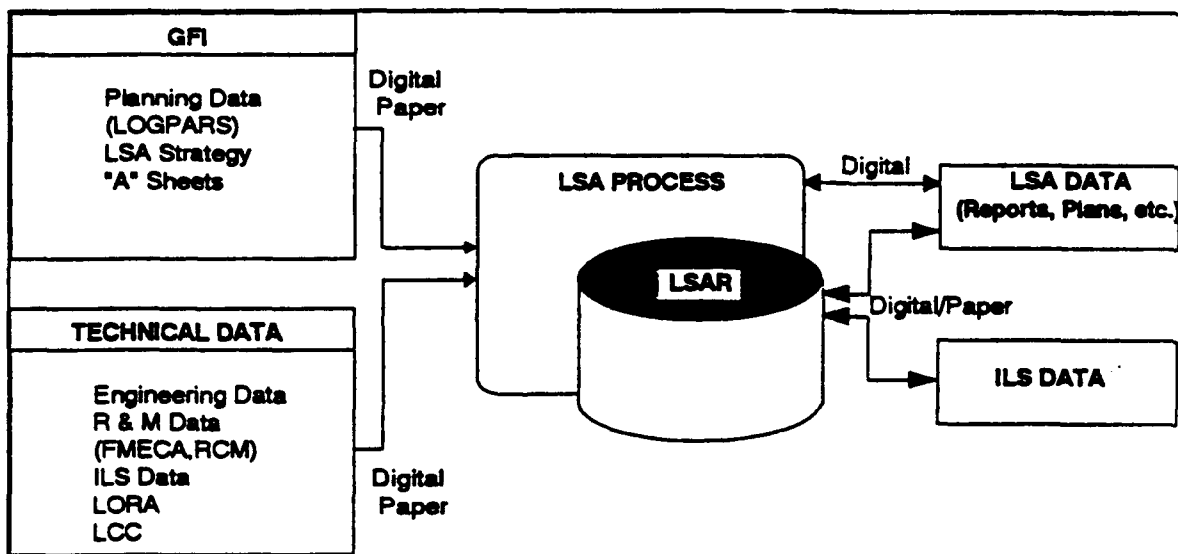 GFI
Planning Data
(LOGPARS)
LSA Strategy
"A" Sheets
Digital
Paper
TECHNICAL DATA
Engineering Data
R & M Data
(FMECA,RCM)
ILS Data
LORA
LCC
Digital
Paper
LSA PROCESS
LSAR
Digital
LSA DATA
(Reports, Plans, etc.)
Digital/Paper
ILS DATA